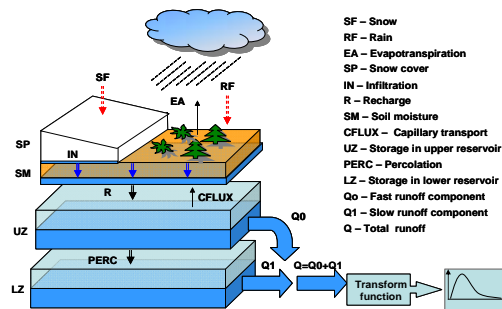 SF
RF
EA
SP
IN
SM
R
CFLUX
UZ
Q0
PERC
Q1
Q=Q0+Q1
LZ
Transform
function
SF – Snow
RF – Rain
EA – Evapotranspiration
SP – Snow cover
IN – Infiltration
R – Recharge
SM – Soil moisture
CFLUX – Capillary transport
UZ – Storage in upper reservoir
PERC – Percolation
LZ – Storage in lower reservoir
Qo – Fast runoff component
Q1 – Slow runoff component
Q – Total runoff